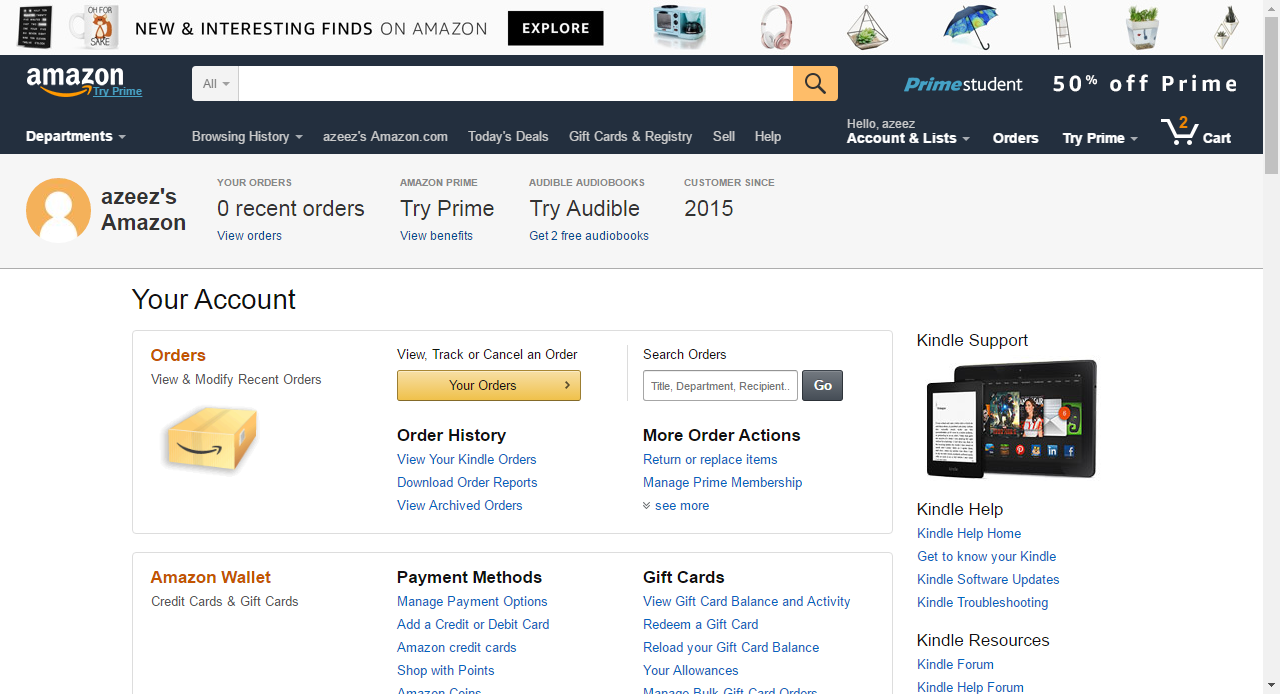 OH FOR
SAKE
NEW & INTERESTING FINDS ON AMAZON
EXPLORE
amazon
Try Prime
All
Prime student
50% off Prime
Departments
Browsing History
azeez's Amazon.com
Today's Deals
Gift Cards & Registry
Sell
Help
Hello, azeez
Account & Lists
Orders
Try Prime
2
Cart
azeez's
Amazon
YOUR ORDERS
0 recent orders
View orders
AMAZON PRIME
Try Prime
View benefits
AUDIBLE AUDIOBOOKS
Try Audible
Get 2 free audiobooks
CUSTOMER SINCE
2015
Your Account
Orders
View & Modify Recent Orders
View, Track or Cancel an Order
Your Orders
Search Orders
Title, Department, Recipient..
Go
Order History
View Your Kindle Orders
Download Order Reports
View Archived Orders
More Order Actions
Return or replace items
Manage Prime Membership
see more
Amazon Wallet
Credit Cards & Gift Cards
Payment Methods
Manage Payment Options
Add a Credit or Debit Card
Amazon credit cards
Shop with Points
Amazon Coins
Gift Cards
View Gift Card Balance and Activity
Redeem a Gift Card
Reload your Gift Card Balance
Your Allowances
Manage Bulk Gift Card Orders
Kindle Support
Kindle Help
Kindle Help Home
Get to know your Kindle
Kindle Software Updates
Kindle Troubleshooting
Kindle Resources
Kindle Forum
Kindle Help Forum